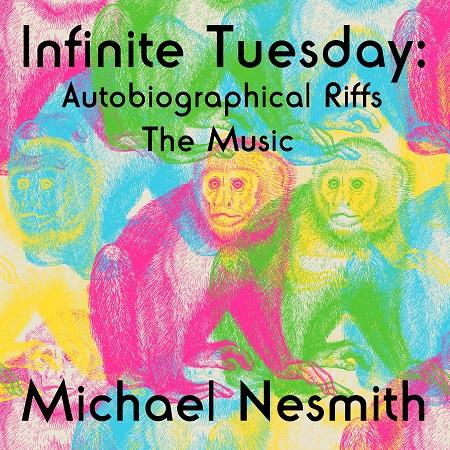 Infinite Tuesday:
Autobiographical Riffs
The Music
Michael Nesmith